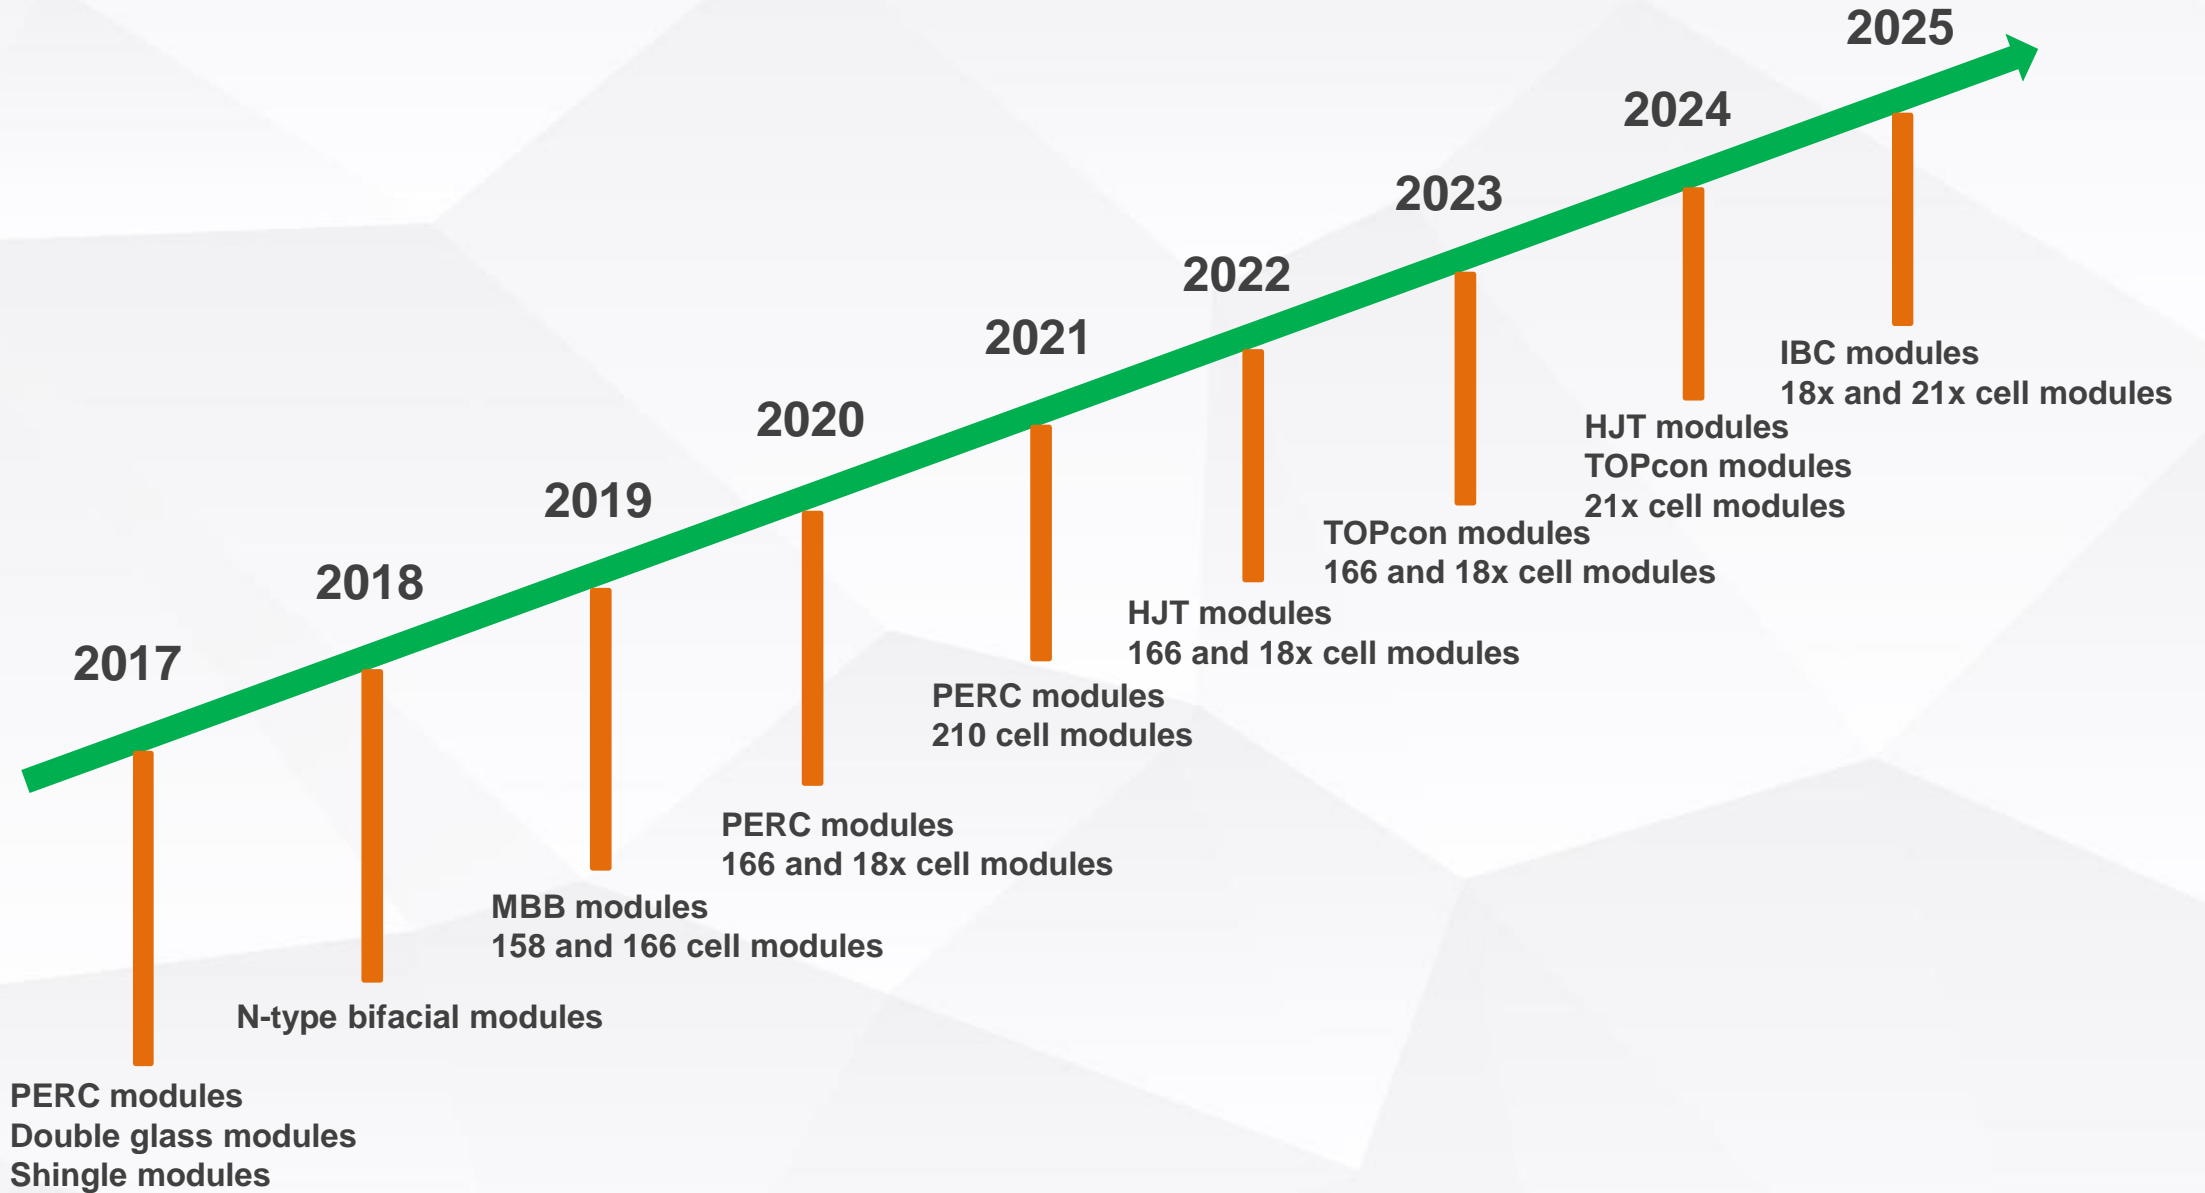 2017
PERC modules
Double glass modules
Shingle modules
2018
N-type bifacial modules
2019
MBB modules
158 and 166 cell modules
2020
PERC modules
166 and 18x cell modules
2021
PERC modules
210 cell modules
2022
HJT modules
166 and 18x cell modules
2023
TOPcon modules
166 and 18x cell modules
2024
HJT modules
TOPcon modules
21x cell modules
2025
IBC modules
18x and 21x cell modules